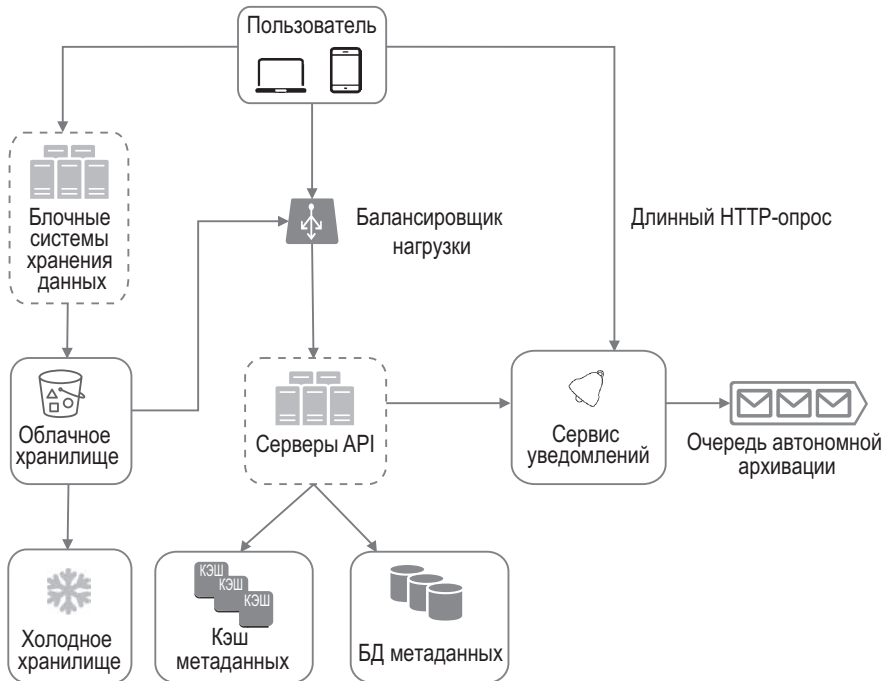 Пользователь
Блочные
системы
хранения
данных
Балансировщик
нагрузки
Длинный HTTP-опрос
Облачное
хранилище
Серверы API
Сервис
уведомлений
Очередь автономной
архивации
Холодное
хранилище
КЭШ
КЭШ
КЭШ
Кэш
метаданных
БД метаданных